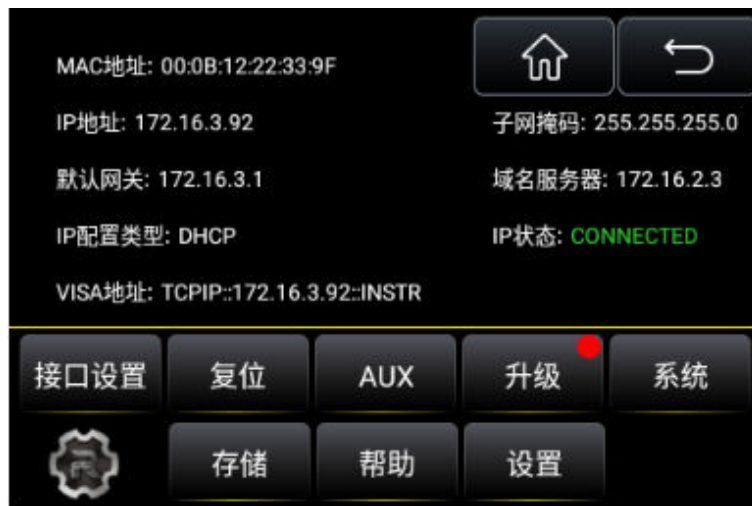 MAC地址: 00:0B:12:22:33:9F
IP地址: 172.16.3.92 子网掩码: 255.255.255.0
默认网关: 172.16.3.1 域名服务器: 172.16.2.3
IP配置类型: DHCP IP状态: CONNECTED
VISA地址: TCPIP::172.16.3.92::INSTR
接口设置 复位 AUX 升级 系统
存储 帮助 设置